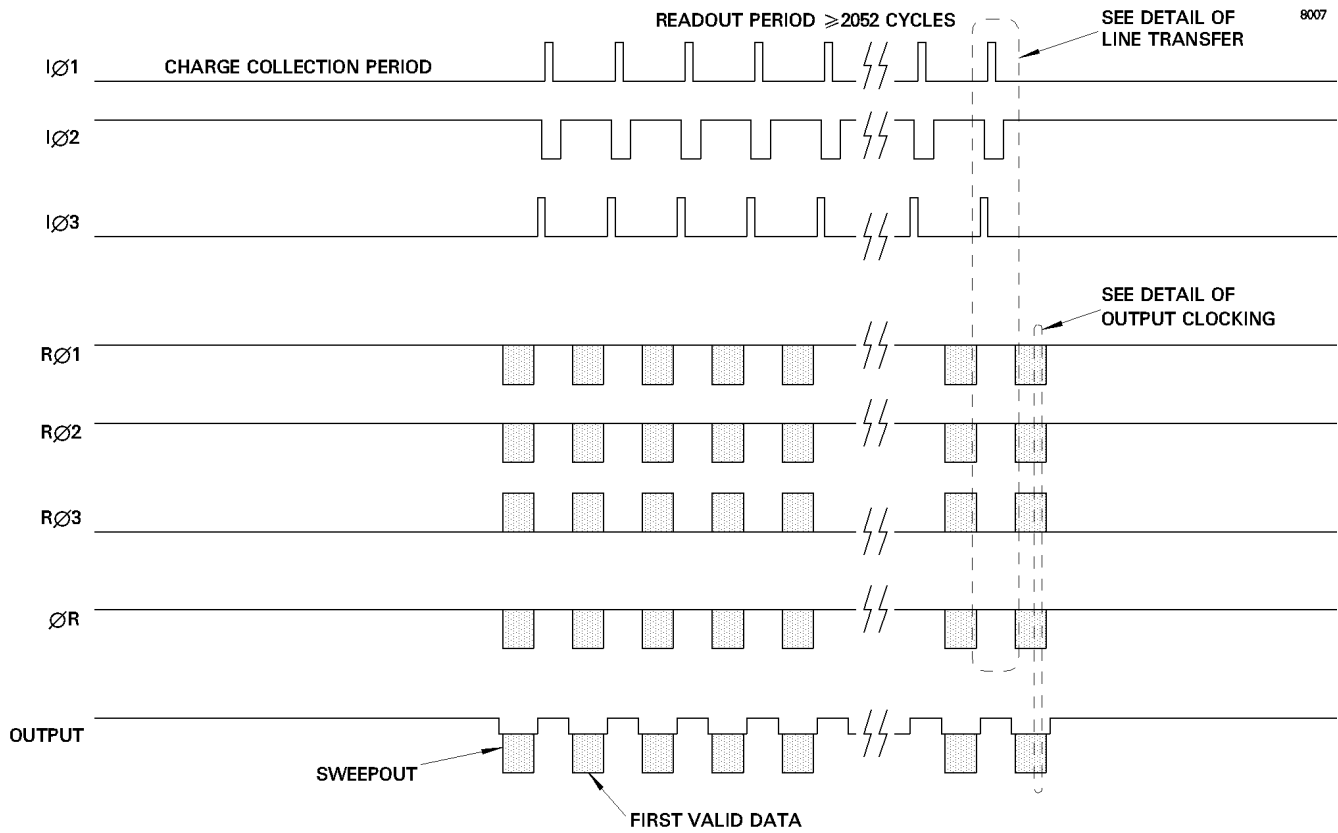 READOUT PERIOD ⩾2052 CYCLES
SEE DETAIL OF
LINE TRANSFER
8007
IØ1
CHARGE COLLECTION PERIOD
IØ2
IØ3
SEE DETAIL OF
OUTPUT CLOCKING
RØ1
RØ2
RØ3
ØR
OUTPUT
SWEEPOUT
FIRST VALID DATA